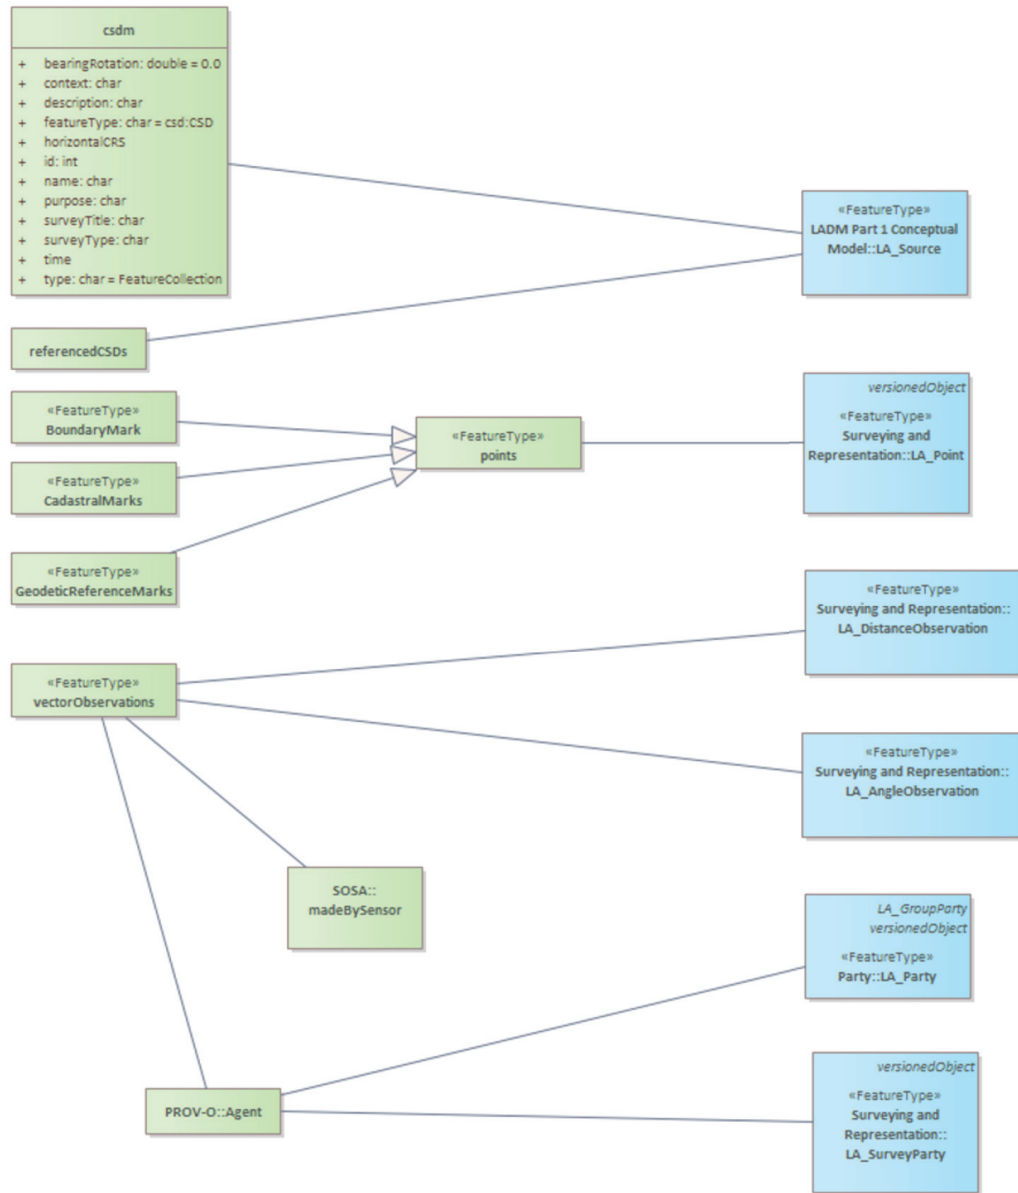 csdm
+ bearingRotation: double = 0.0
+ context: char
+ description: char
+ featureType: char = csd:CSD
+ horizontalCRS
+ id: int
+ name: char
+ purpose: char
+ surveyTitle: char
+ surveyType: char
+ time
+ type: char = FeatureCollection
«FeatureType»
LADM Part 1 Conceptual
Model::LA_Source
referencedCSDs
«FeatureType»
BoundaryMark
«FeatureType»
CadastralMarks
«FeatureType»
GeodeticReferenceMarks
«FeatureType»
points
versionedObject
«FeatureType»
Surveying and
Representation::LA_Point
«FeatureType»
Surveying and Representation::
LA_DistanceObservation
«FeatureType»
vectorObservations
«FeatureType»
Surveying and Representation::
LA_AngleObservation
SOSA::
madeBySensor
LA_GroupParty
versionedObject
«FeatureType»
Party::LA_Party
PROV-O::Agent
versionedObject
«FeatureType»
Surveying and
Representation::
LA_SurveyParty